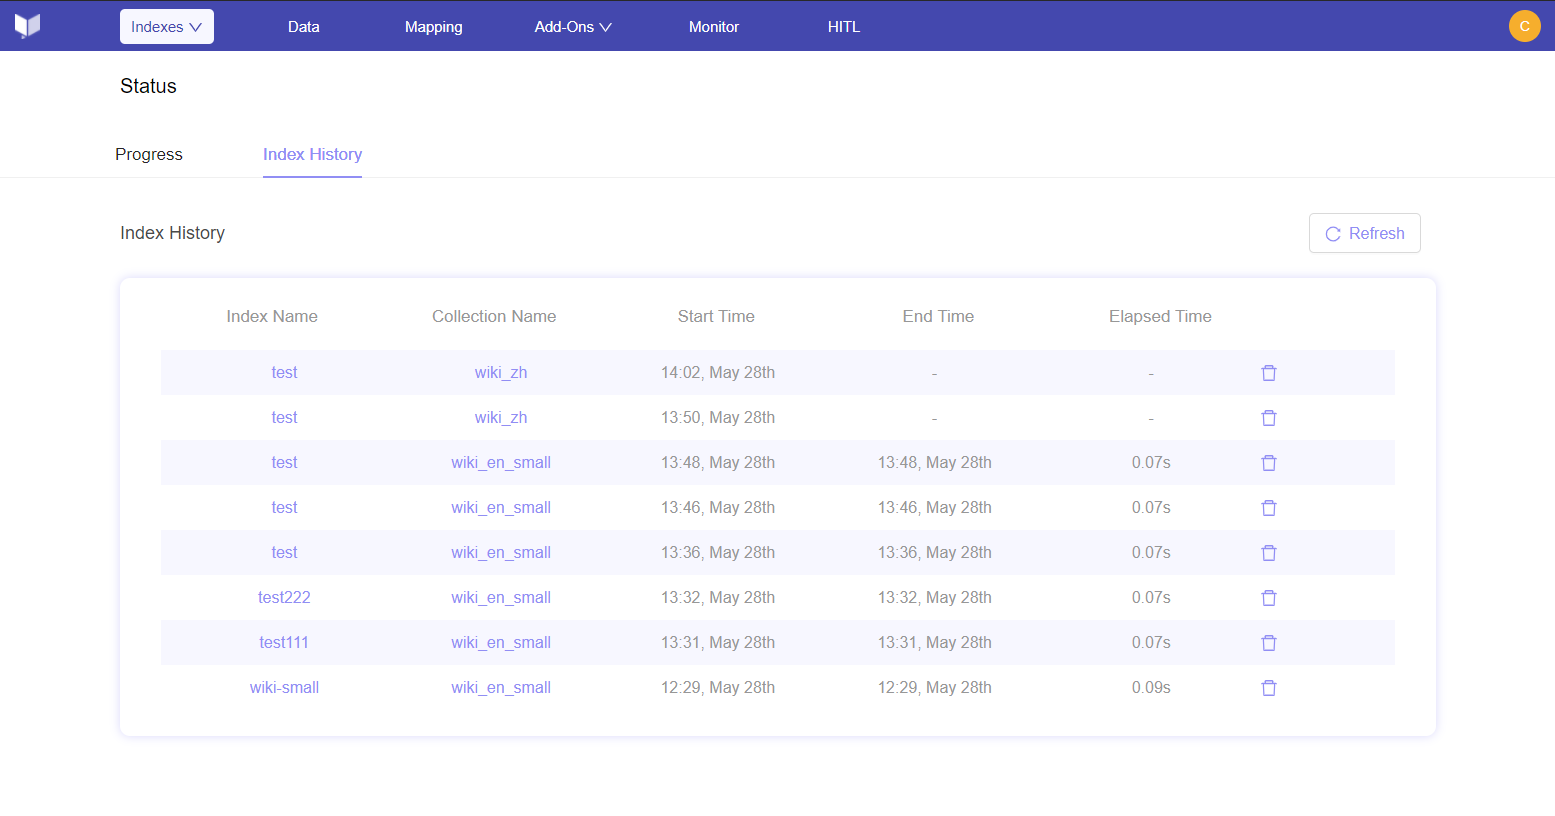 Indexes Data Mapping Add-Ons Monitor HITL C
Status
Progress Index History
Index History Refresh
Index Name Collection Name Start Time End Time Elapsed Time
test wiki_zh 14:02, May 28th - -
test wiki_zh 13:50, May 28th - -
test wiki_en_small 13:48, May 28th 13:48, May 28th 0.07s
test wiki_en_small 13:46, May 28th 13:46, May 28th 0.07s
test wiki_en_small 13:36, May 28th 13:36, May 28th 0.07s
test222 wiki_en_small 13:32, May 28th 13:32, May 28th 0.07s
test111 wiki_en_small 13:31, May 28th 13:31, May 28th 0.07s
wiki-small wiki_en_small 12:29, May 28th 12:29, May 28th 0.09s